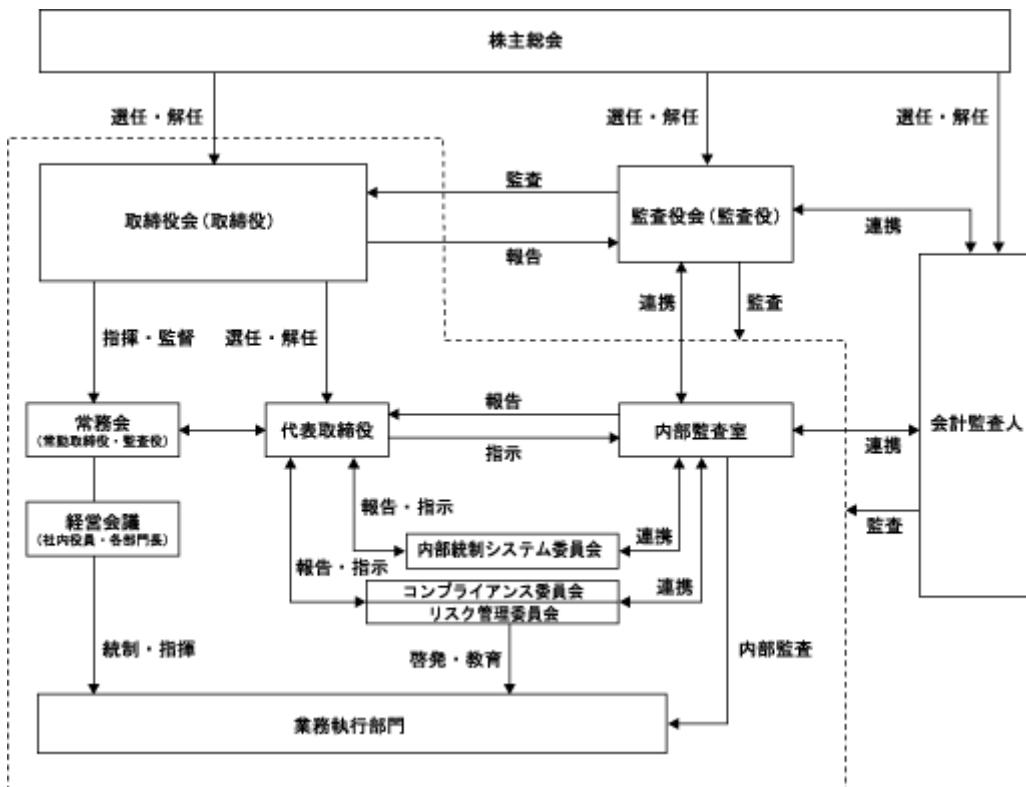 株主総会
選任・解任
選任・解任
選任・解任
取締役会(取締役)
監査
報告
監査役会(監査役)
連携
連携
監査
指揮・監督
選任・解任
常務会
(常勤取締役・監査役)
代表取締役
報告
指示
内部監査室
連携
会計監査人
監査
経営会議
(社内役員・各部門長)
報告・指示
内部統制システム委員会
連携
報告・指示
コンプライアンス委員会
リスク管理委員会
連携
統制・指揮
啓発・教育
内部監査
業務執行部門